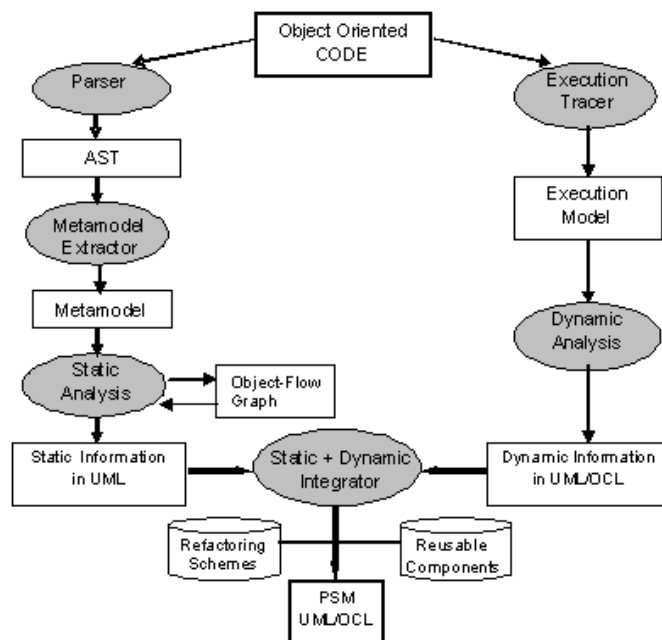 Object Oriented
CODE
Parser
Execution
Tracer
AST
Execution
Model
Metamodel
Extractor
Metamodel
Dynamic
Analysis
Static
Analysis
Object-Flow
Graph
Static Information
in UML
Static + Dynamic
Integrator
Dynamic Information
in UML/OCL
Refactoring
Schemes
Reusable
Components
PSM
UML/OCL